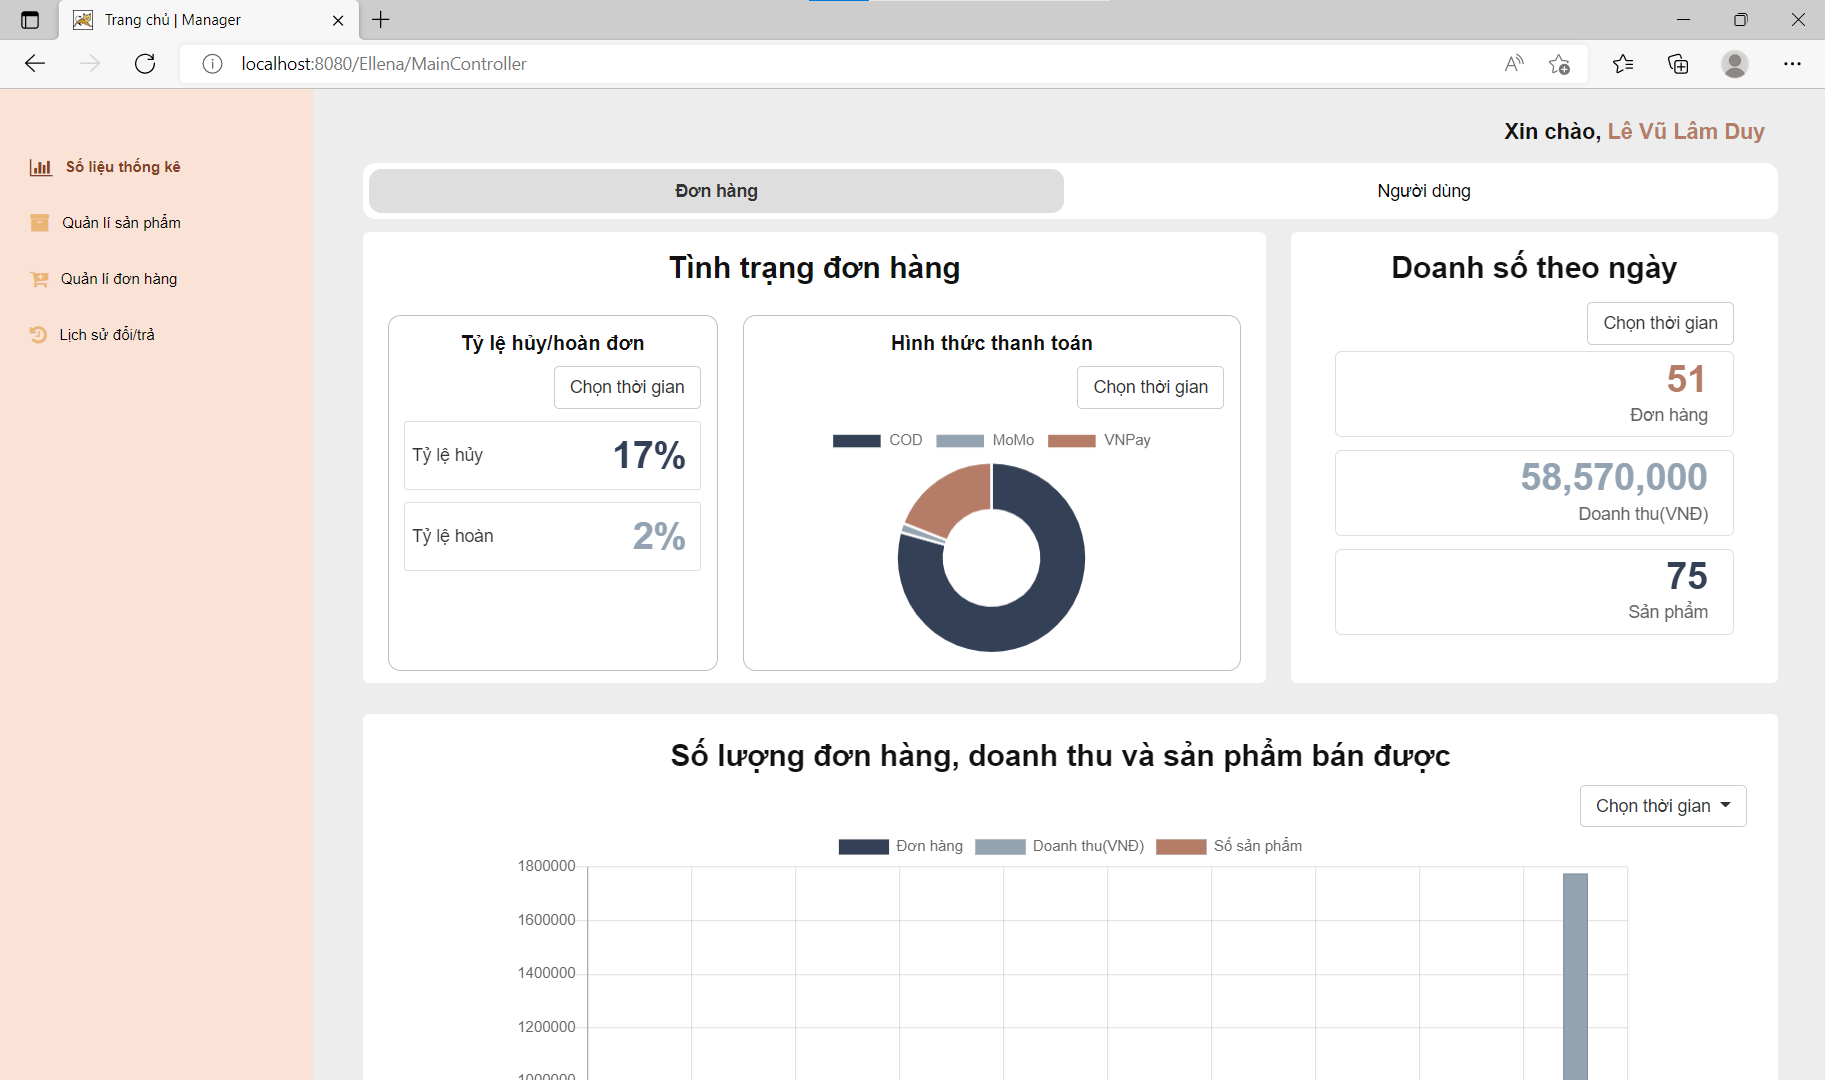 Trang chủ | Manager
localhost:8080/Ellena/MainController
Xin chào, Lê Vũ Lâm Duy
Số liệu thống kê
Quản lí sản phẩm
Quản lí đơn hàng
Lịch sử đổi/trả
Đơn hàng
Người dùng
Tình trạng đơn hàng
Tỷ lệ hủy/hoàn đơn
Chọn thời gian
Tỷ lệ hủy
17%
Tỷ lệ hoàn
2%
Hình thức thanh toán
Chọn thời gian
COD
MoMo
VNPay
Doanh số theo ngày
Chọn thời gian
51
Đơn hàng
58,570,000
Doanh thu(VNĐ)
75
Sản phẩm
Số lượng đơn hàng, doanh thu và sản phẩm bán được
Chọn thời gian
Đơn hàng
Doanh thu(VNĐ)
Số sản phẩm
1800000
1600000
1400000
1200000
1000000